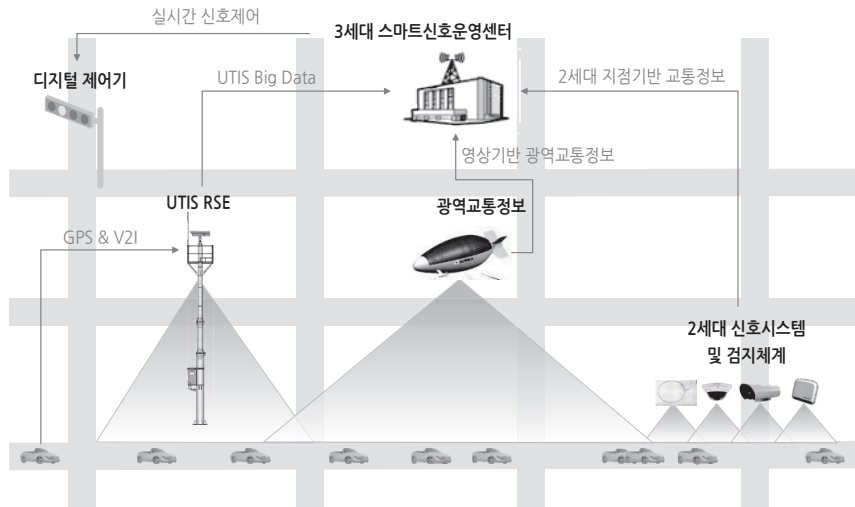 실시간 신호제어
3세대 스마트신호운영센터
디지털 제어기
UTIS Big Data
2세대 지점기반 교통정보
영상기반 광역교통정보
UTIS RSE
광역교통정보
GPS & V2I
2세대 신호시스템
및 검지체계